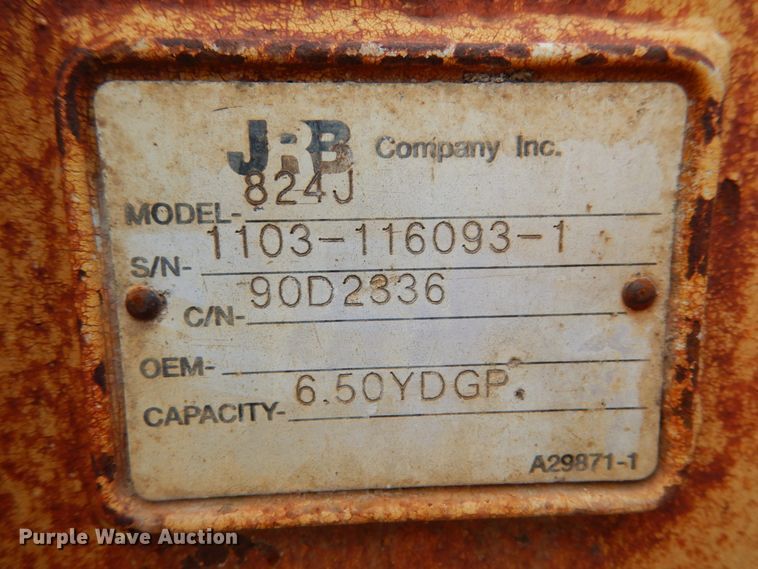 JRB Company Inc.
MODEL- 824J
S/N- 1103-116093-1
C/N- 90D2336
OEM-
CAPACITY- 6.50YDGP.
A29871-1
Purple Wave Auction